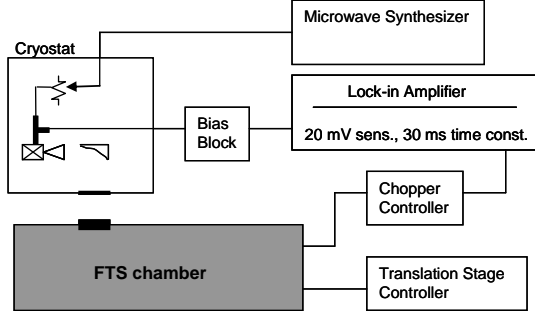 Microwave Synthesizer
Cryostat
Lock-in Amplifier
20 mV sens., 30 ms time const.
Bias
Block
Chopper
Controller
FTS chamber
Translation Stage
Controller